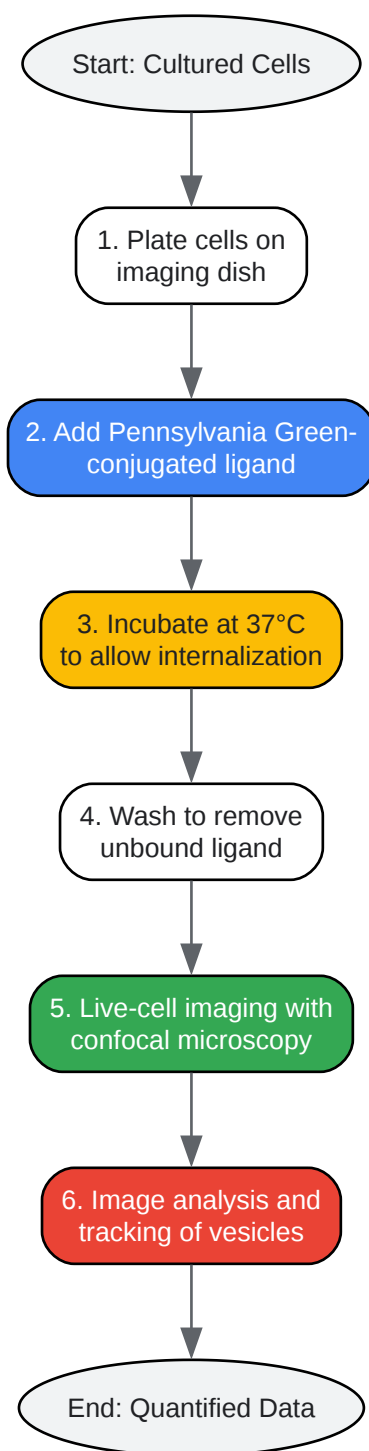 Start: Cultured Cells
1. Plate cells on
imaging dish
2. Add Pennsylvania Green-
conjugated ligand
3. Incubate at 37°C
to allow internalization
4. Wash to remove
unbound ligand
5. Live-cell imaging with
confocal microscopy
6. Image analysis and
tracking of vesicles
End: Quantified Data